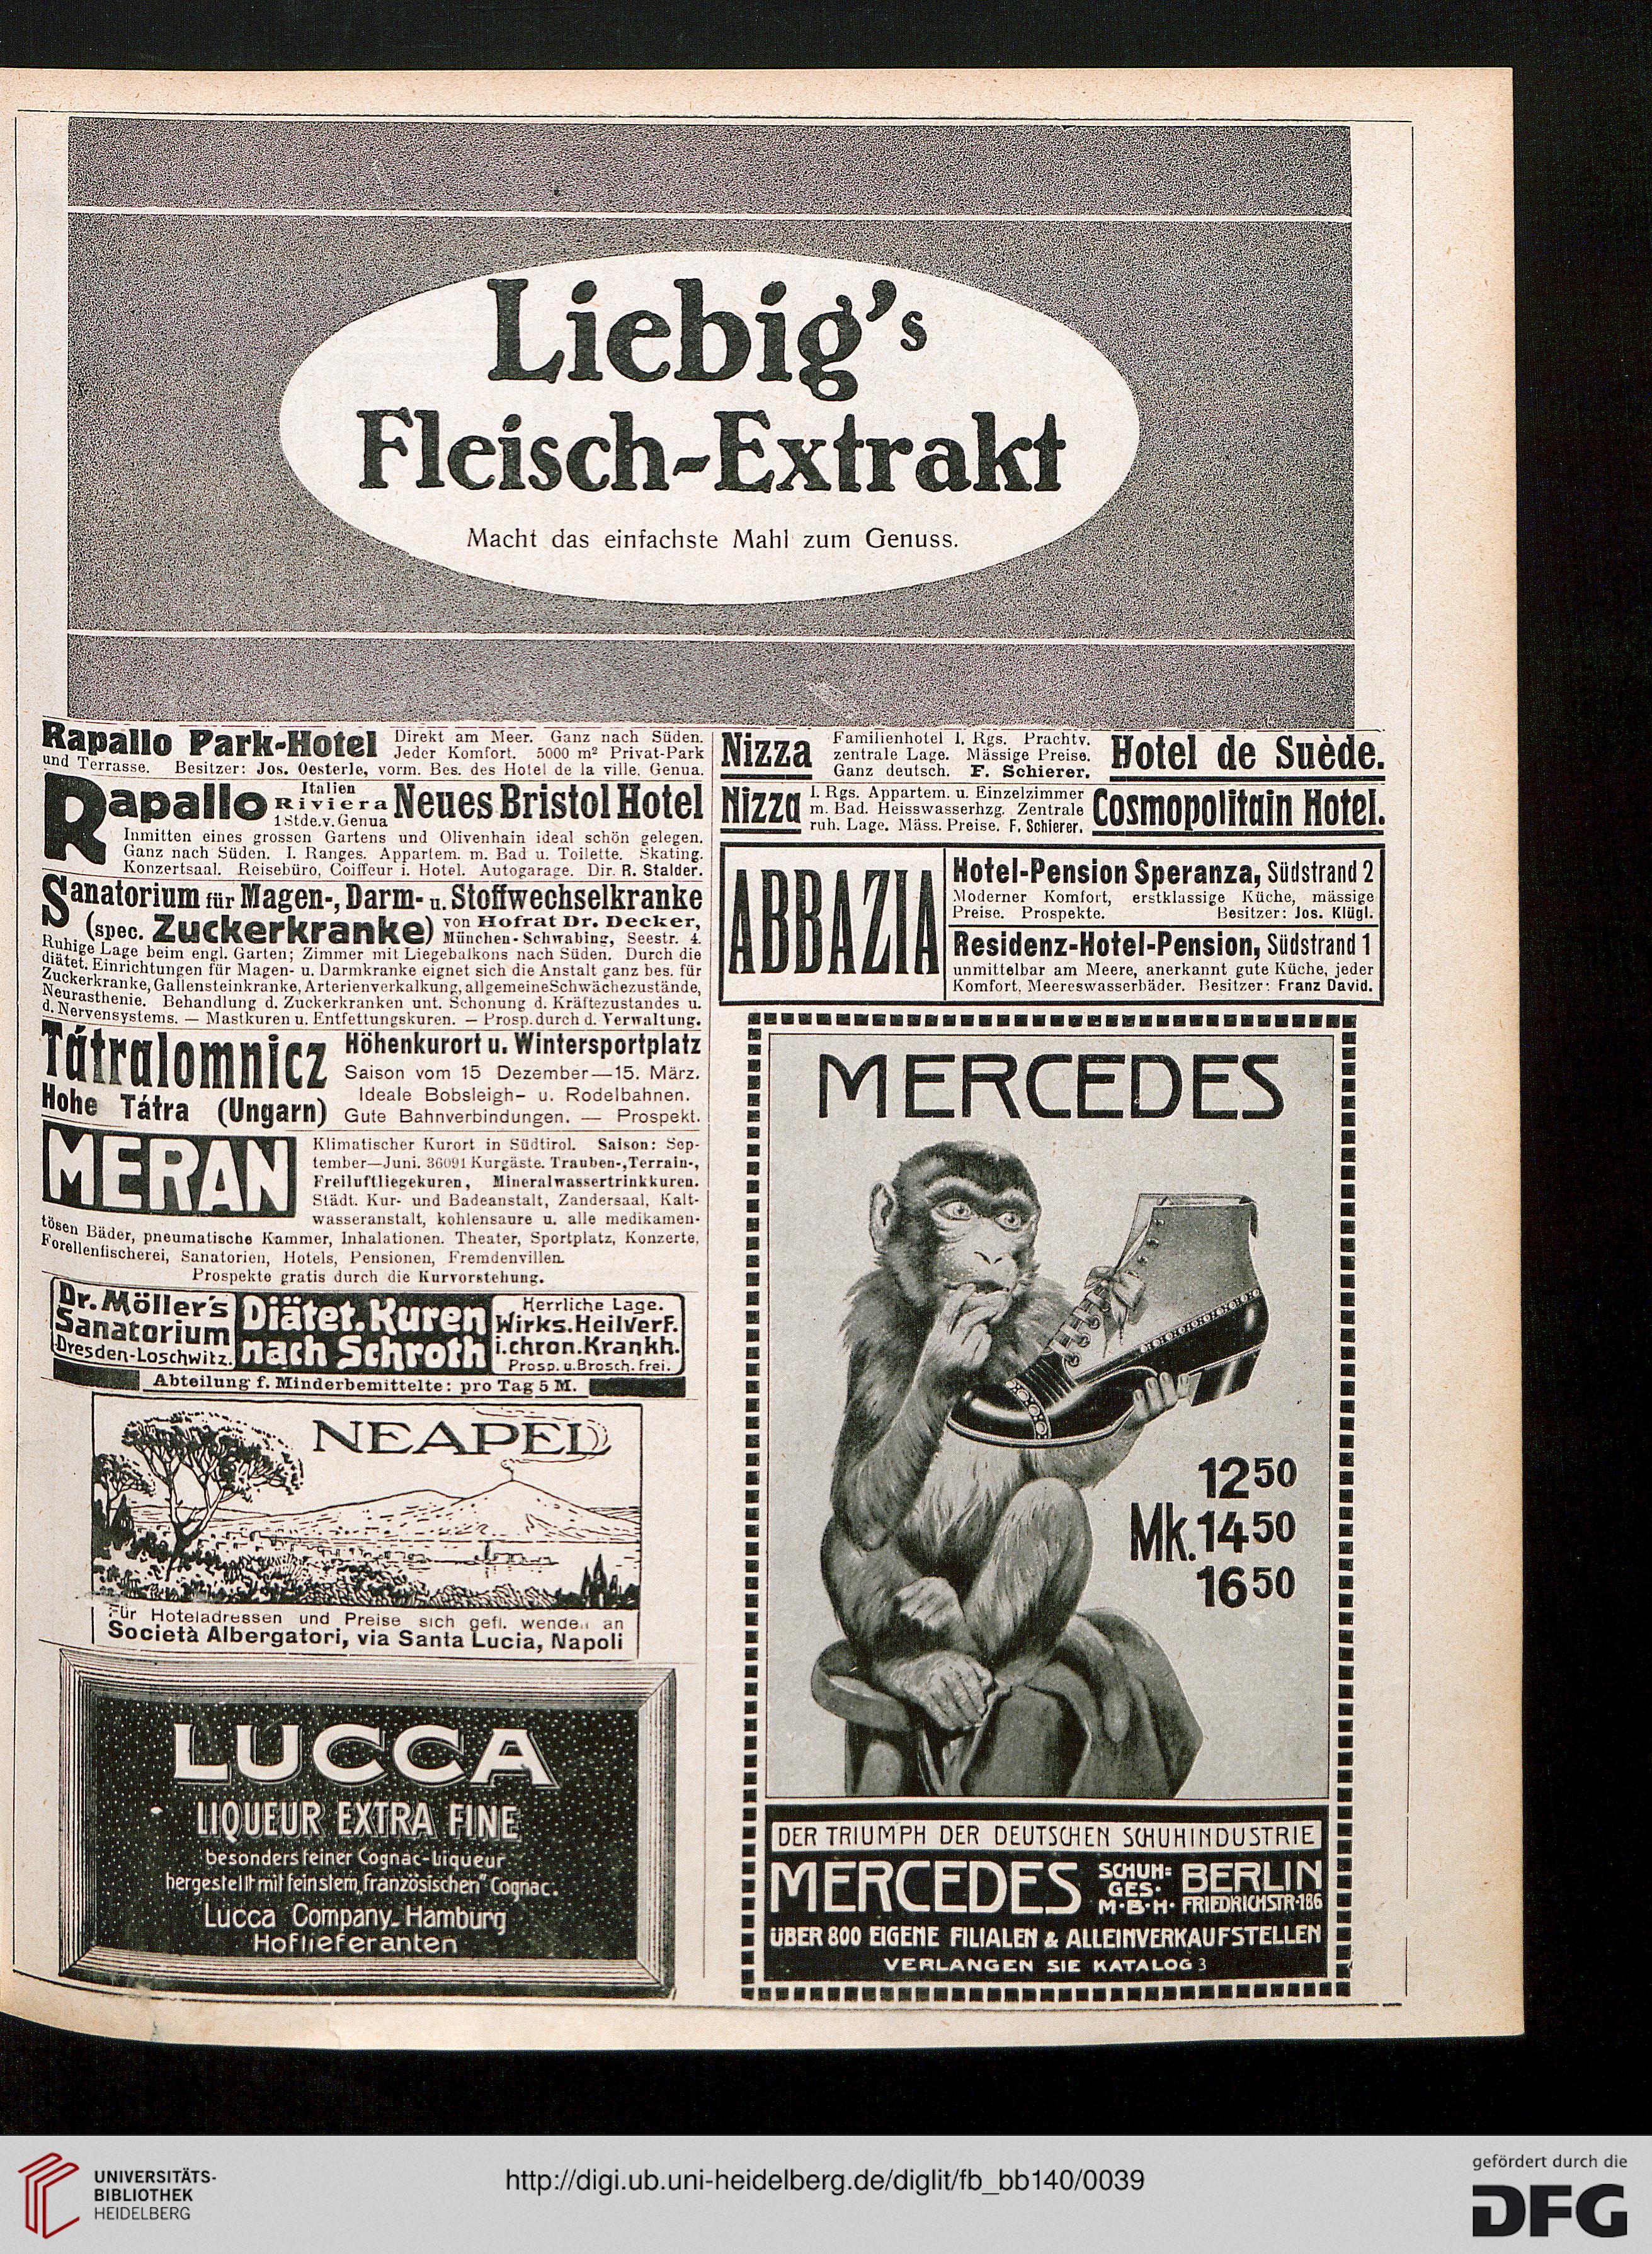 Liebig's
Fleisch-Extrakt
Macht das einfachste Mahl zum Genuss.
Rapallo Park-Hotel Direkt am Meer. Ganz nach Süden.
Jeder Komfort. 5000 m² Privat-Park
und Terrasse. Besitzer: Jos. Oesterle, vorm. Bes. des Hotel de la ville, Genua.
Rapallo Italien
Riviera
1 Stde. v. Genua
Neues Bristol Hotel
Inmitten eines grossen Gartens und Olivenhain ideal schön gelegen.
Ganz nach Süden. I. Ranges. Appartem. m. Bad u. Toilette. Skating.
Konzertsaal. Reisebüro, Coiffeur i. Hotel. Autogarage. Dir. R. Stalder.
Sanatorium für Magen-, Darm- u. Stoffwechselkranke
(spec. Zuckerkranke) von Hofrat Dr. Decker,
München-Schwabing, Seestr. 4.
Ruhige Lage beim engl. Garten; Zimmer mit Liegebalkons nach Süden. Durch die
diätet. Einrichtungen für Magen- u. Darmkranke eignet sich die Anstalt ganz bes. für
Zuckerkranke, Gallensteinkranke, Arterienverkalkung, allgemeine Schwächezustände,
Neurasthenie. Behandlung d. Zuckerkranken unt. Schonung d. Kräftezustandes u.
d. Nervensystems. — Mastkuren u. Entfettungskuren. — Prosp. durch d. Verwaltung.
Tátralomnicz
Hohe Tátra (Ungarn)
Höhenkurort u. Wintersportplatz
Saison vom 15 Dezember—15. März.
Ideale Bobsleigh- u. Rodelbahnen.
Gute Bahnverbindungen. — Prospekt.
MERAN
Klimatischer Kurort in Südtirol. Saison: Sep-
tember—Juni. 36091 Kurgäste. Trauben-, Terrain-,
Freiluftliegekuren, Mineralwassertrinkkuren.
Städt. Kur- und Badeanstalt, Zandersaal, Kalt-
wasseranstalt, kohlensaure u. alle medikamen-
tösen Bäder, pneumatische Kammer, Inhalationen. Theater, Sportplatz, Konzerte,
Forellenfischerei, Sanatorien, Hotels, Pensionen, Fremdenvillen.
Prospekte gratis durch die Kurvorstehung.
Dr. Möller's
Sanatorium
Dresden-Loschwitz.
Diätet. Kuren
nach Schroth
Herrliche Lage.
Wirks. Heilverf.
i. chron. Krankh.
Prosp. u. Brosch. frei.
Abteilung f. Minderbemittelte: pro Tag 5 M.
NEAPEL
Für Hoteladressen und Preise sich gefl. wenden an
Società Albergatori, via Santa Lucia, Napoli
LUCCA
LIQUEUR EXTRA FINE
besonders feiner Cognac-Liqueur
hergestellt mit feinstem „französischen" Cognac.
Lucca Company- Hamburg
Hoflieferanten
Nizza Familienhotel I. Rgs. Prachtv.
zentrale Lage. Mässige Preise.
Ganz deutsch. F. Schierer.
Hotel de Suède.
Nizza I. Rgs. Appartem. u. Einzelzimmer
m. Bad. Heisswasserhzg. Zentrale
ruh. Lage. Mäss. Preise. F. Schierer.
Cosmopolitain Hotel.
ABBAZIA
Hotel-Pension Speranza, Südstrand 2
Moderner Komfort, erstklassige Küche, mässige
Preise. Prospekte. Besitzer: Jos. Klügl.
Residenz-Hotel-Pension, Südstrand 1
unmittelbar am Meere, anerkannt gute Küche, jeder
Komfort, Meereswasserbäder. Besitzer: Franz David.
MERCEDES
12 50
Mk. 14 50
16 50
DER TRIUMPH DER DEUTSCHEN SCHUHINDUSTRIE
MERCEDES SCHUH=
GES.
M·B·H·
BERLIN
FRIEDRICHSTR·186
ÜBER 800 EIGENE FILIALEN & ALLEINVERKAUFSTELLEN
VERLANGEN SIE KATALOG 3
UNIVERSITÄTS-
BIBLIOTHEK
HEIDELBERG
http://digi.ub.uni-heidelberg.de/diglit/fb_bb140/0039
gefördert durch die
DFG